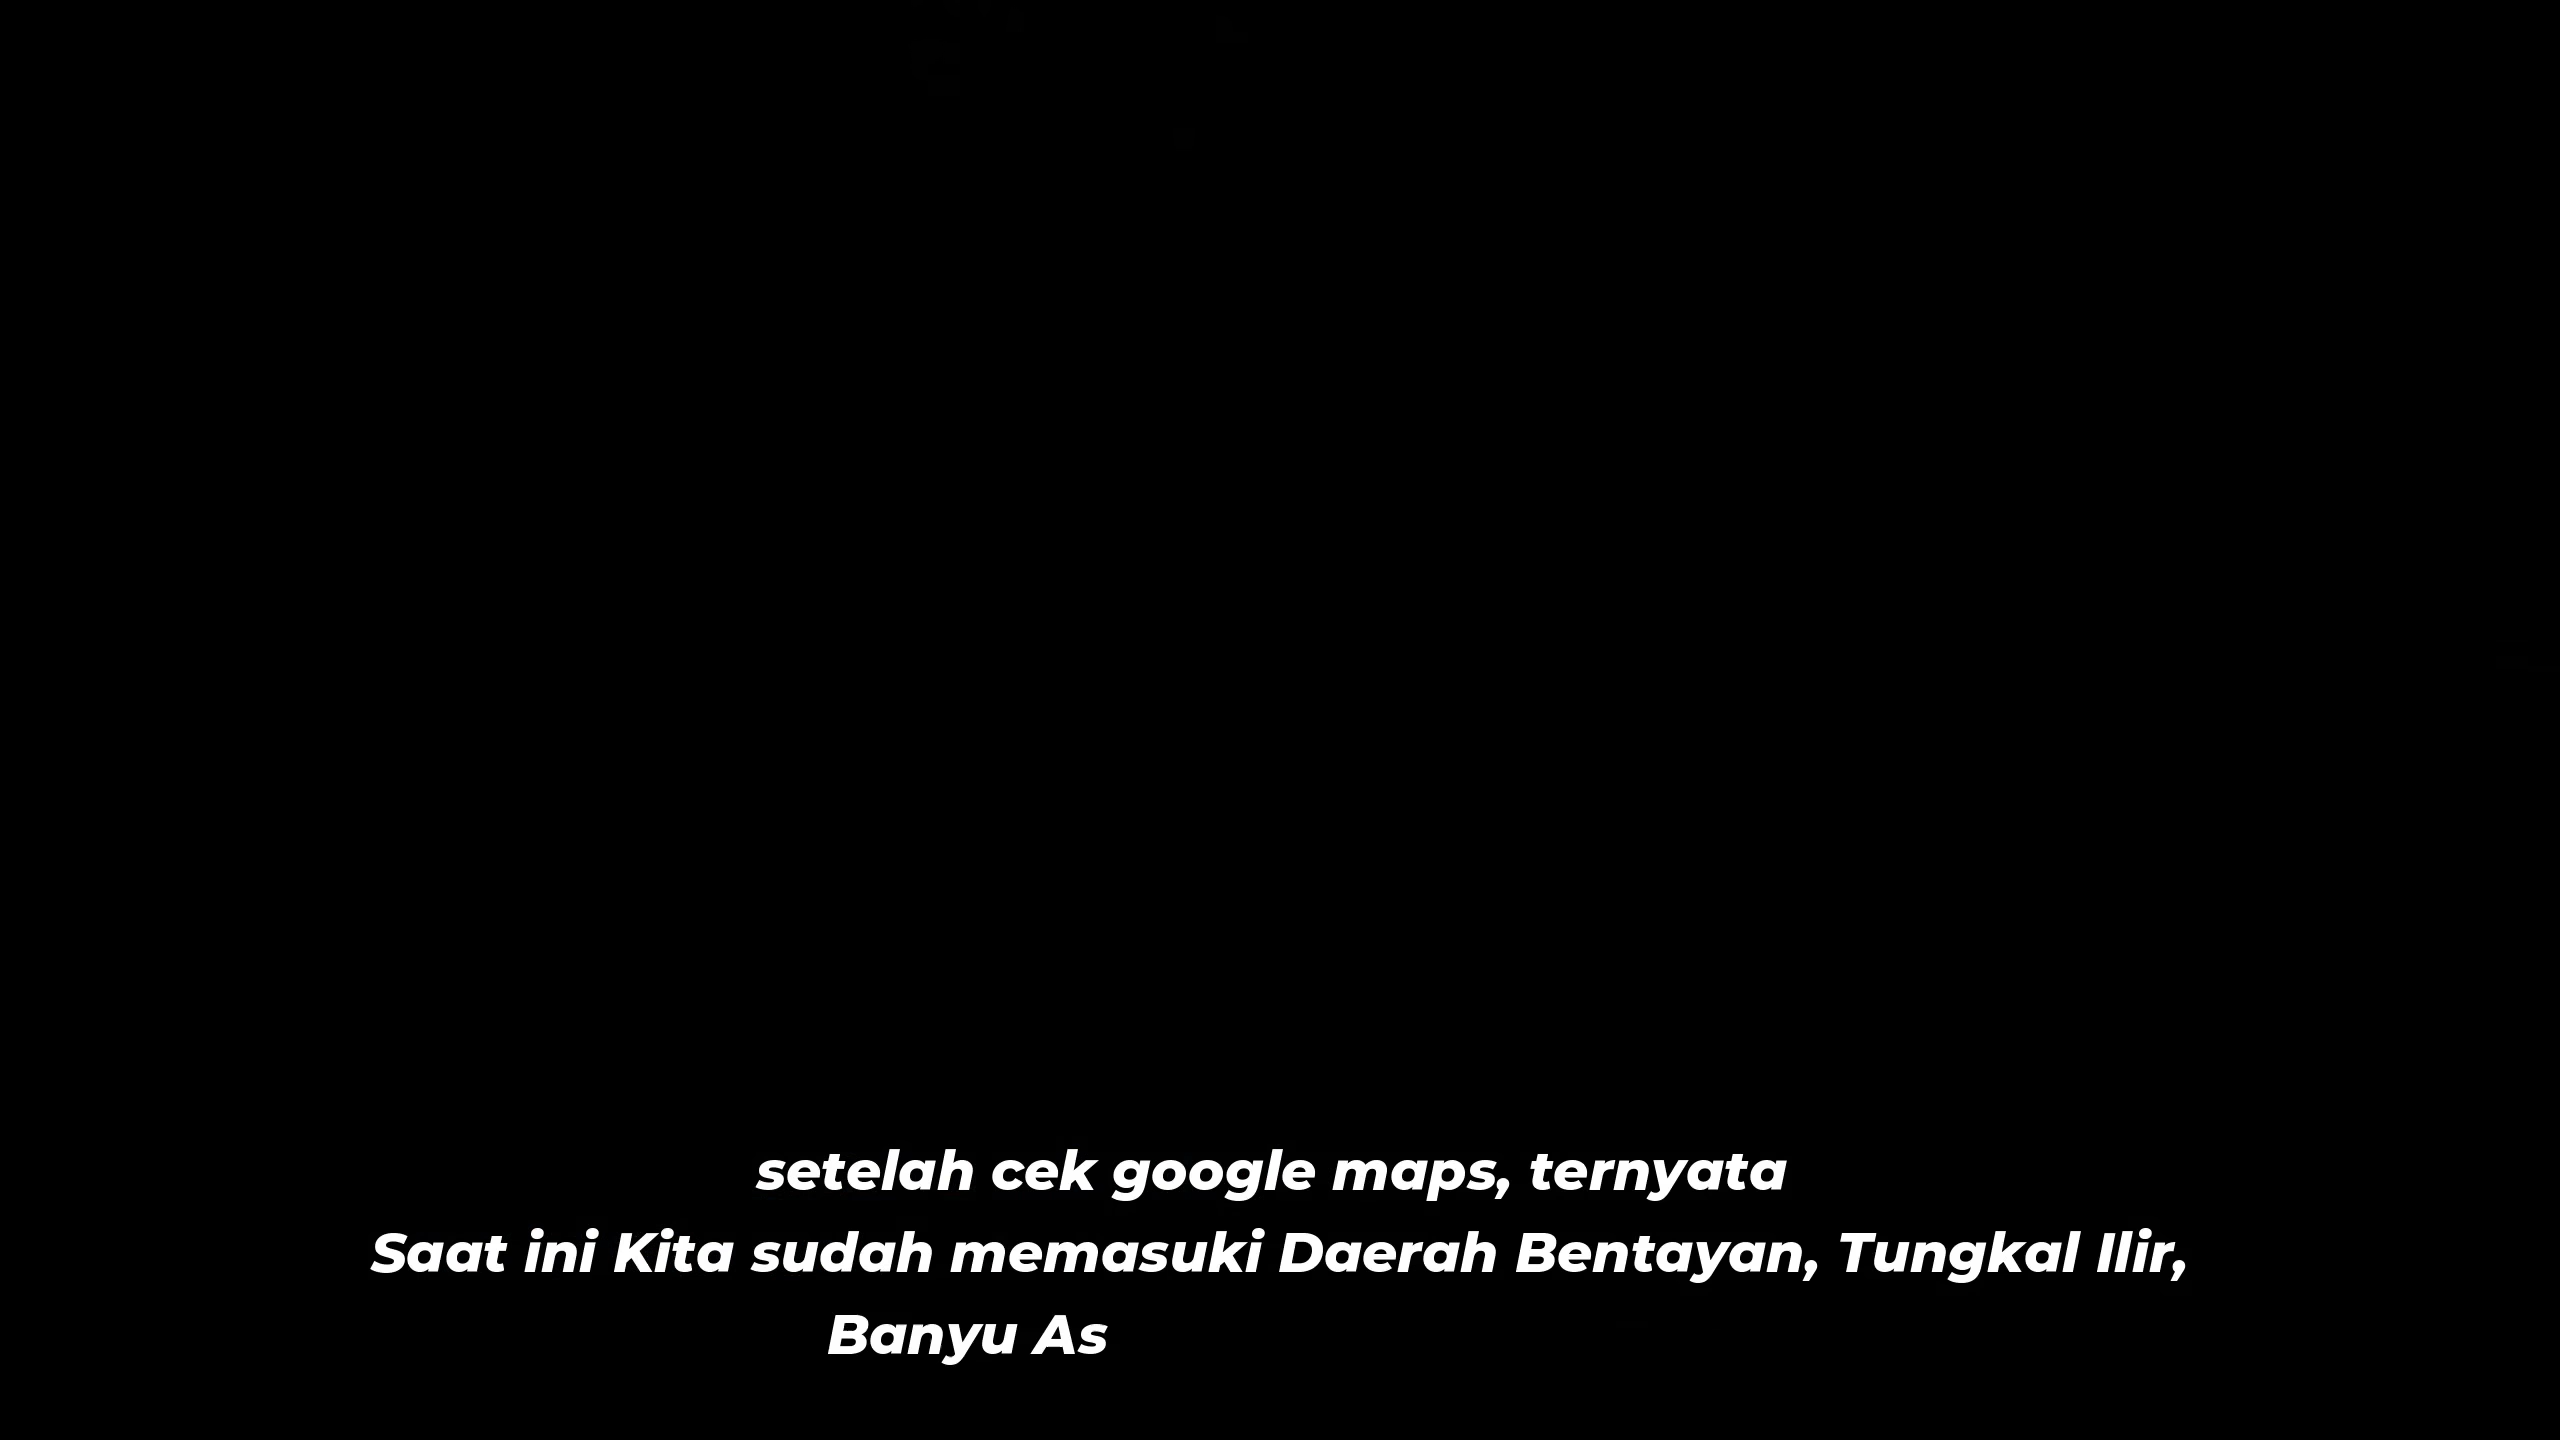 setelah cek google maps, ternyata
Saat ini Kita sudah memasuki Daerah Bentayan, Tungkal Ilir,
Banyu As